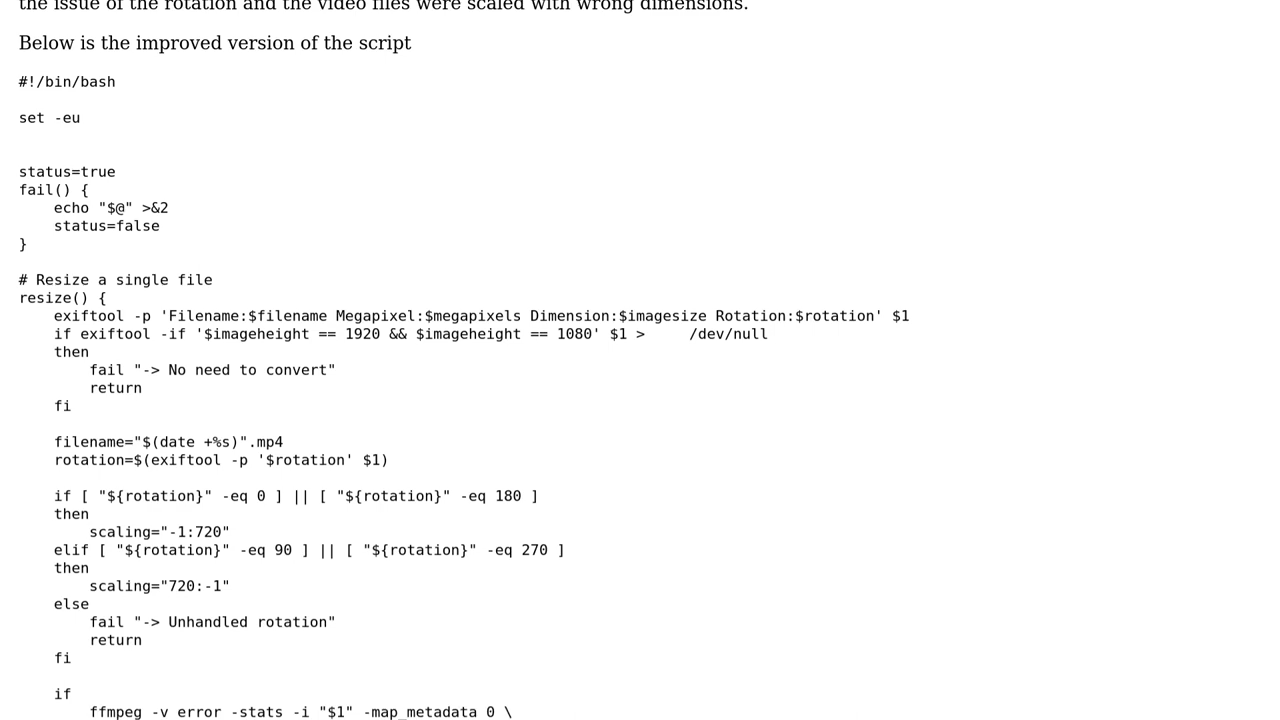 the issue of the rotation and the video files were scaled with wrong dimensions.
Below is the improved version of the script
#!/bin/bash
set -eu
status=true
fail() {
    echo "$@" >&2
    status=false
}
# Resize a single file
resize() {
    exiftool -p 'Filename:$filename Megapixel:$megapixels Dimension:$imagesize Rotation:$rotation' $1
    if exiftool -if '$imageheight == 1920 && $imageheight == 1080' $1 >     /dev/null
    then
        fail "-> No need to convert"
        return
    fi
    filename="$(date +%s)".mp4
    rotation=$(exiftool -p '$rotation' $1)
    if [ "${rotation}" -eq 0 ] || [ "${rotation}" -eq 180 ]
    then
        scaling="-1:720"
    elif [ "${rotation}" -eq 90 ] || [ "${rotation}" -eq 270 ]
    then
        scaling="720:-1"
    else
        fail "-> Unhandled rotation"
        return
    fi
    if
        ffmpeg -v error -stats -i "$1" -map_metadata 0 \